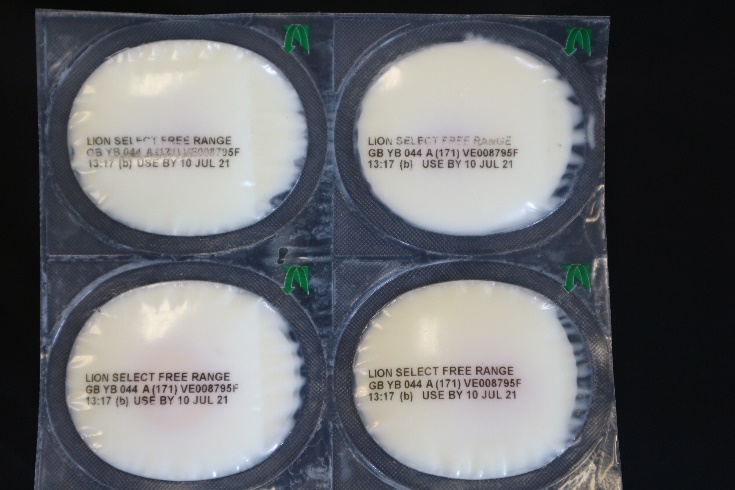 LION SELECT FREE RANGE
GB YB 044 A (171) VE008795F
13:17 (b) USE BY 10 JUL 21
LION SELECT FREE RANGE
GB YB 044 A (171) VE008795F
13:17 (b) USE BY 10 JUL 21
LION SELECT FREE RANGE
GB YB 044 A (171) VE008795F
13:17 (b) USE BY 10 JUL 21
LION SELECT FREE RANGE
GB YB 044 A (171) VE008795F
13:17 (b) USE BY 10 JUL 21